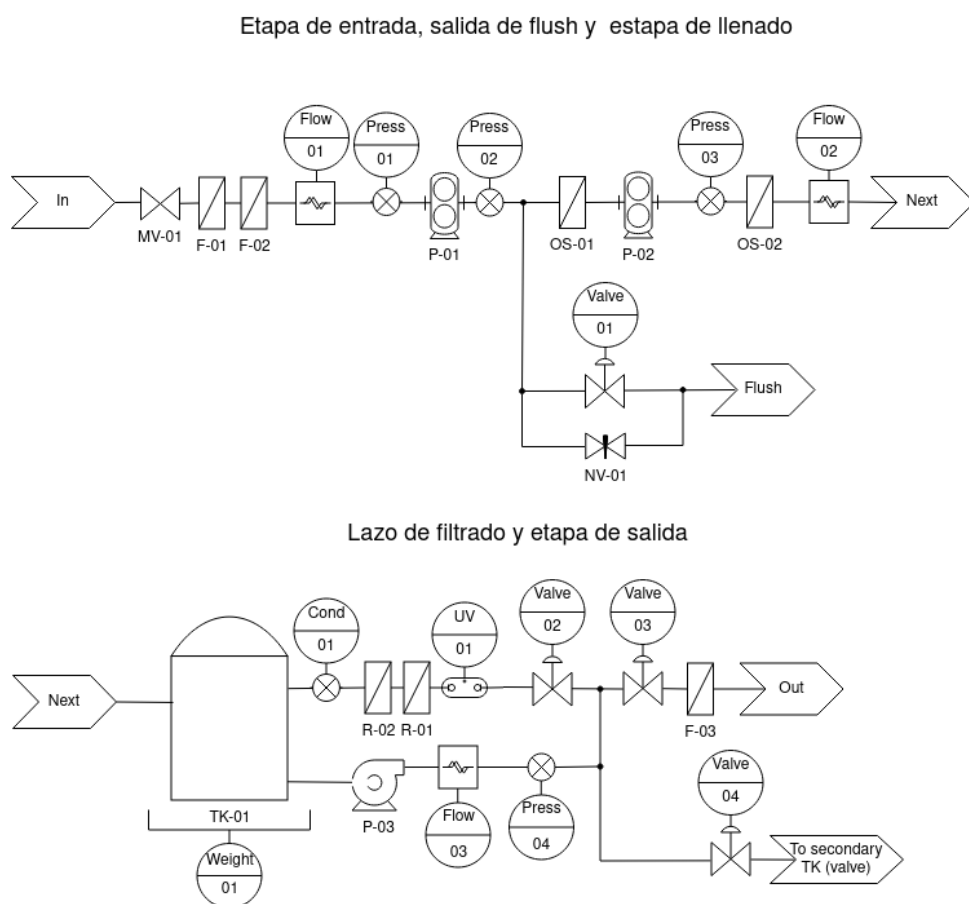 Etapa de entrada, salida de flush y estapa de llenado
Flow
01
Press
01
Press
02
Press
03
Flow
02
In
Next
MV-01
F-01
F-02
P-01
OS-01
P-02
OS-02
Valve
01
Flush
NV-01
Lazo de filtrado y etapa de salida
Cond
01
UV
01
Valve
02
Valve
03
Next
Out
R-02
R-01
F-03
TK-01
P-03
Flow
03
Press
04
Valve
04
Weight
01
To secondary
TK (valve)